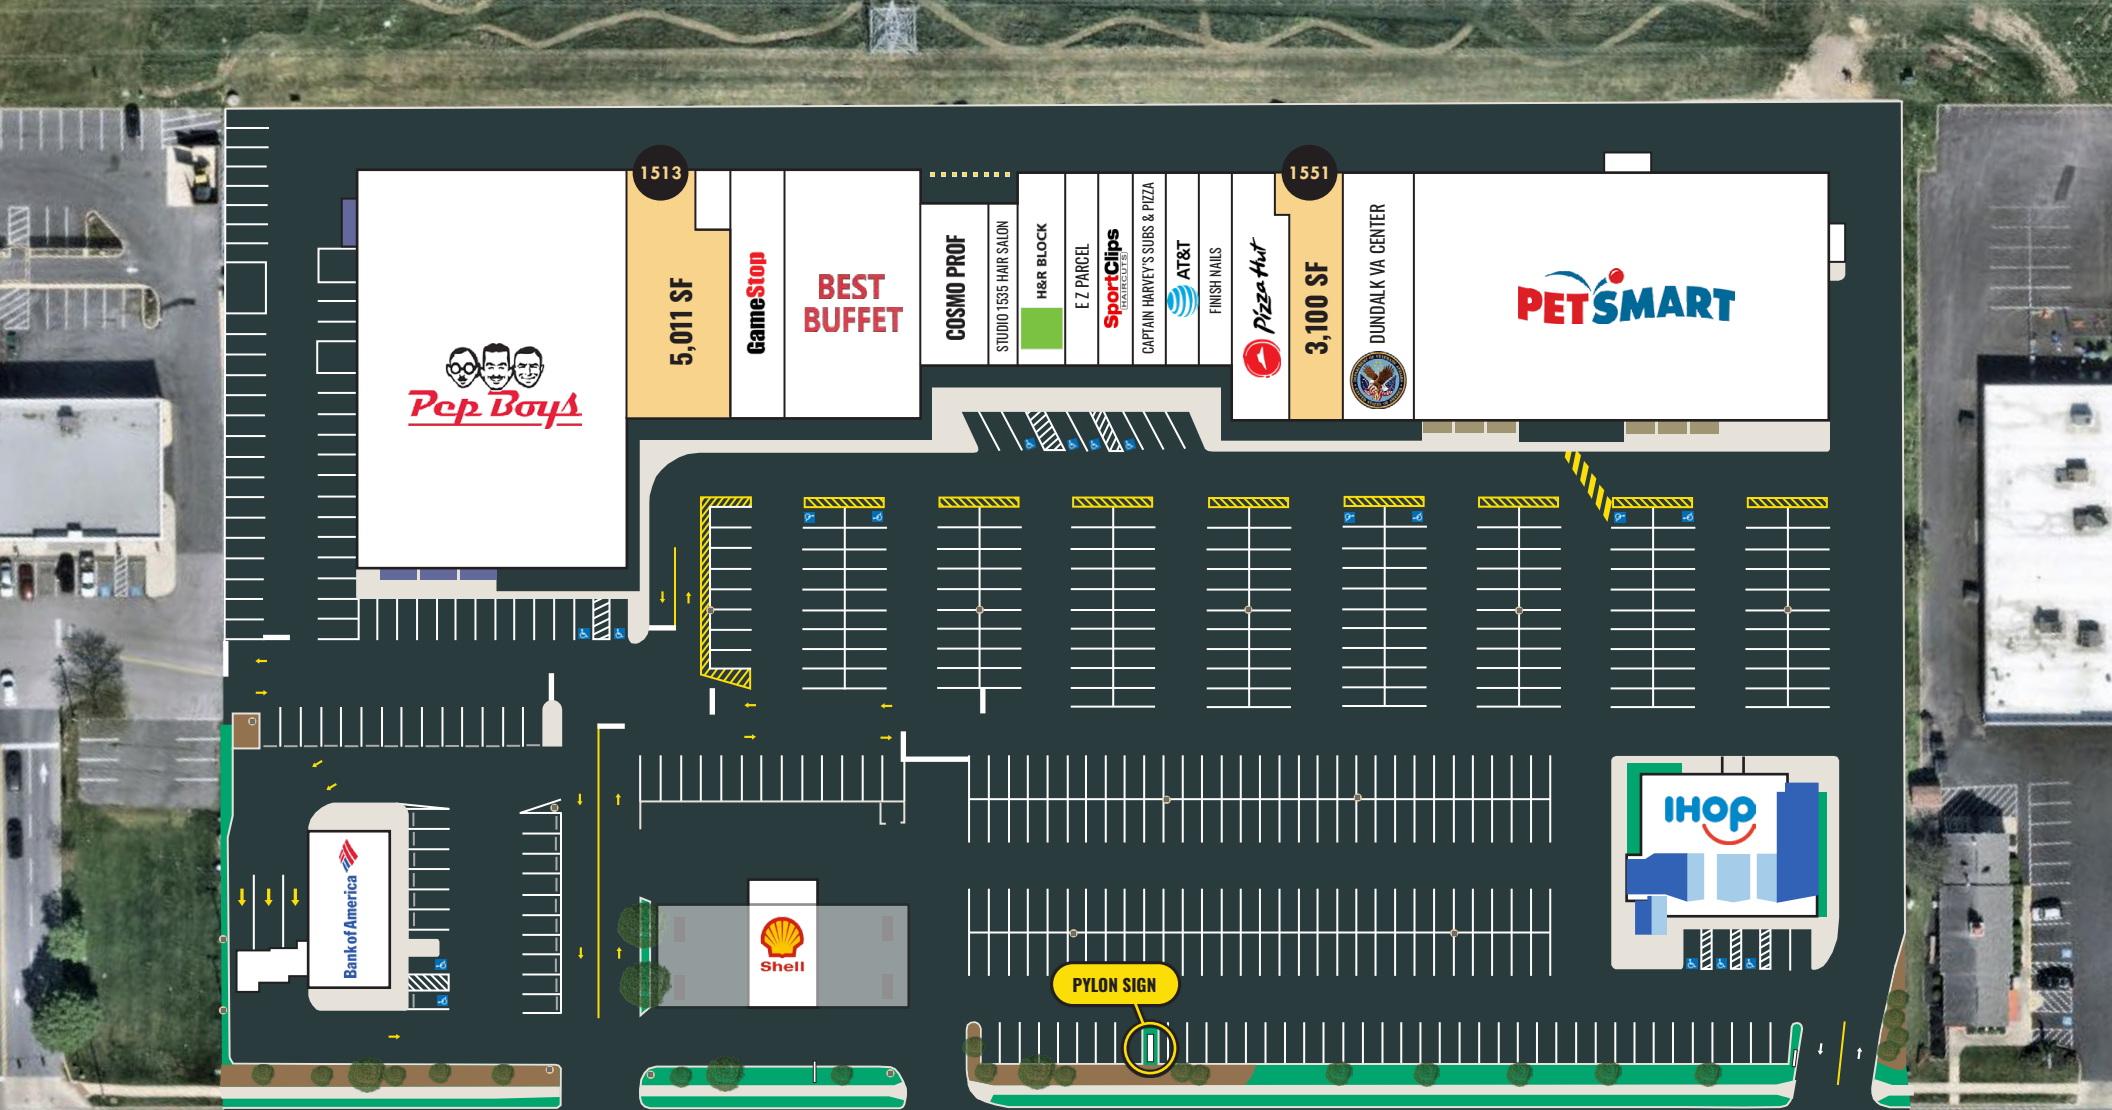 1513
1551
Pep Boys
5,011 SF
GameStop
BEST
BUFFET
COSMO PROF
STUDIO 1535 HAIR SALON
H&R BLOCK
E Z PARCEL
SportClips
HAIRCUTS
CAPTAIN HARVEY'S SUBS & PIZZA
AT&T
FINISH NAILS
Pizza Hut
3,100 SF
DUNDALK VA CENTER
PETSMART
IHOP
Bank of America
Shell
PYLON SIGN